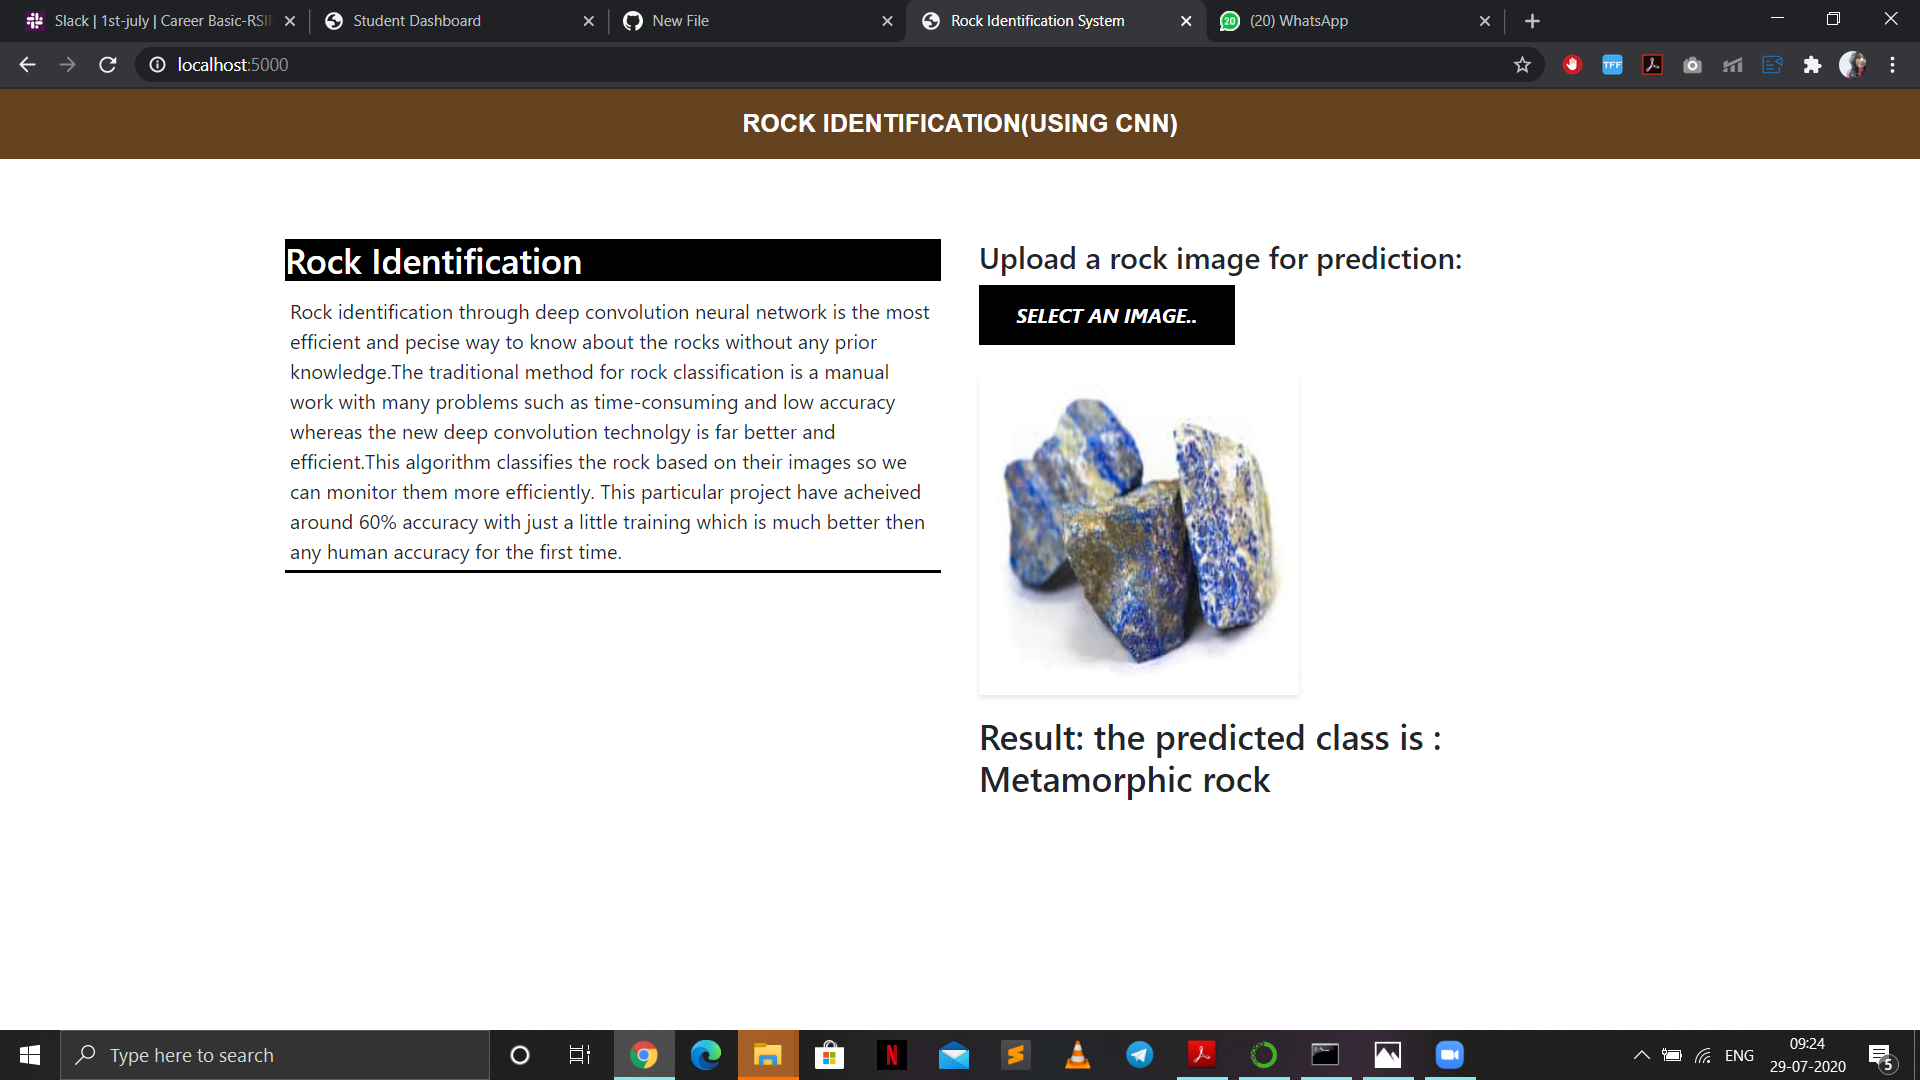 Slack | 1st-july | Career Basic-RSI
Student Dashboard
New File
Rock Identification System
20
(20) WhatsApp
localhost:5000
TFF
ROCK IDENTIFICATION(USING CNN)
Rock Identification
Rock identification through deep convolution neural network is the most
efficient and pecise way to know about the rocks without any prior
knowledge.The traditional method for rock classification is a manual
work with many problems such as time-consuming and low accuracy
whereas the new deep convolution technolgy is far better and
efficient.This algorithm classifies the rock based on their images so we
can monitor them more efficiently. This particular project have acheived
around 60% accuracy with just a little training which is much better then
any human accuracy for the first time.
Upload a rock image for prediction:
SELECT AN IMAGE..
Result: the predicted class is :
Metamorphic rock
Type here to search
N
ENG
09:24
29-07-2020
5